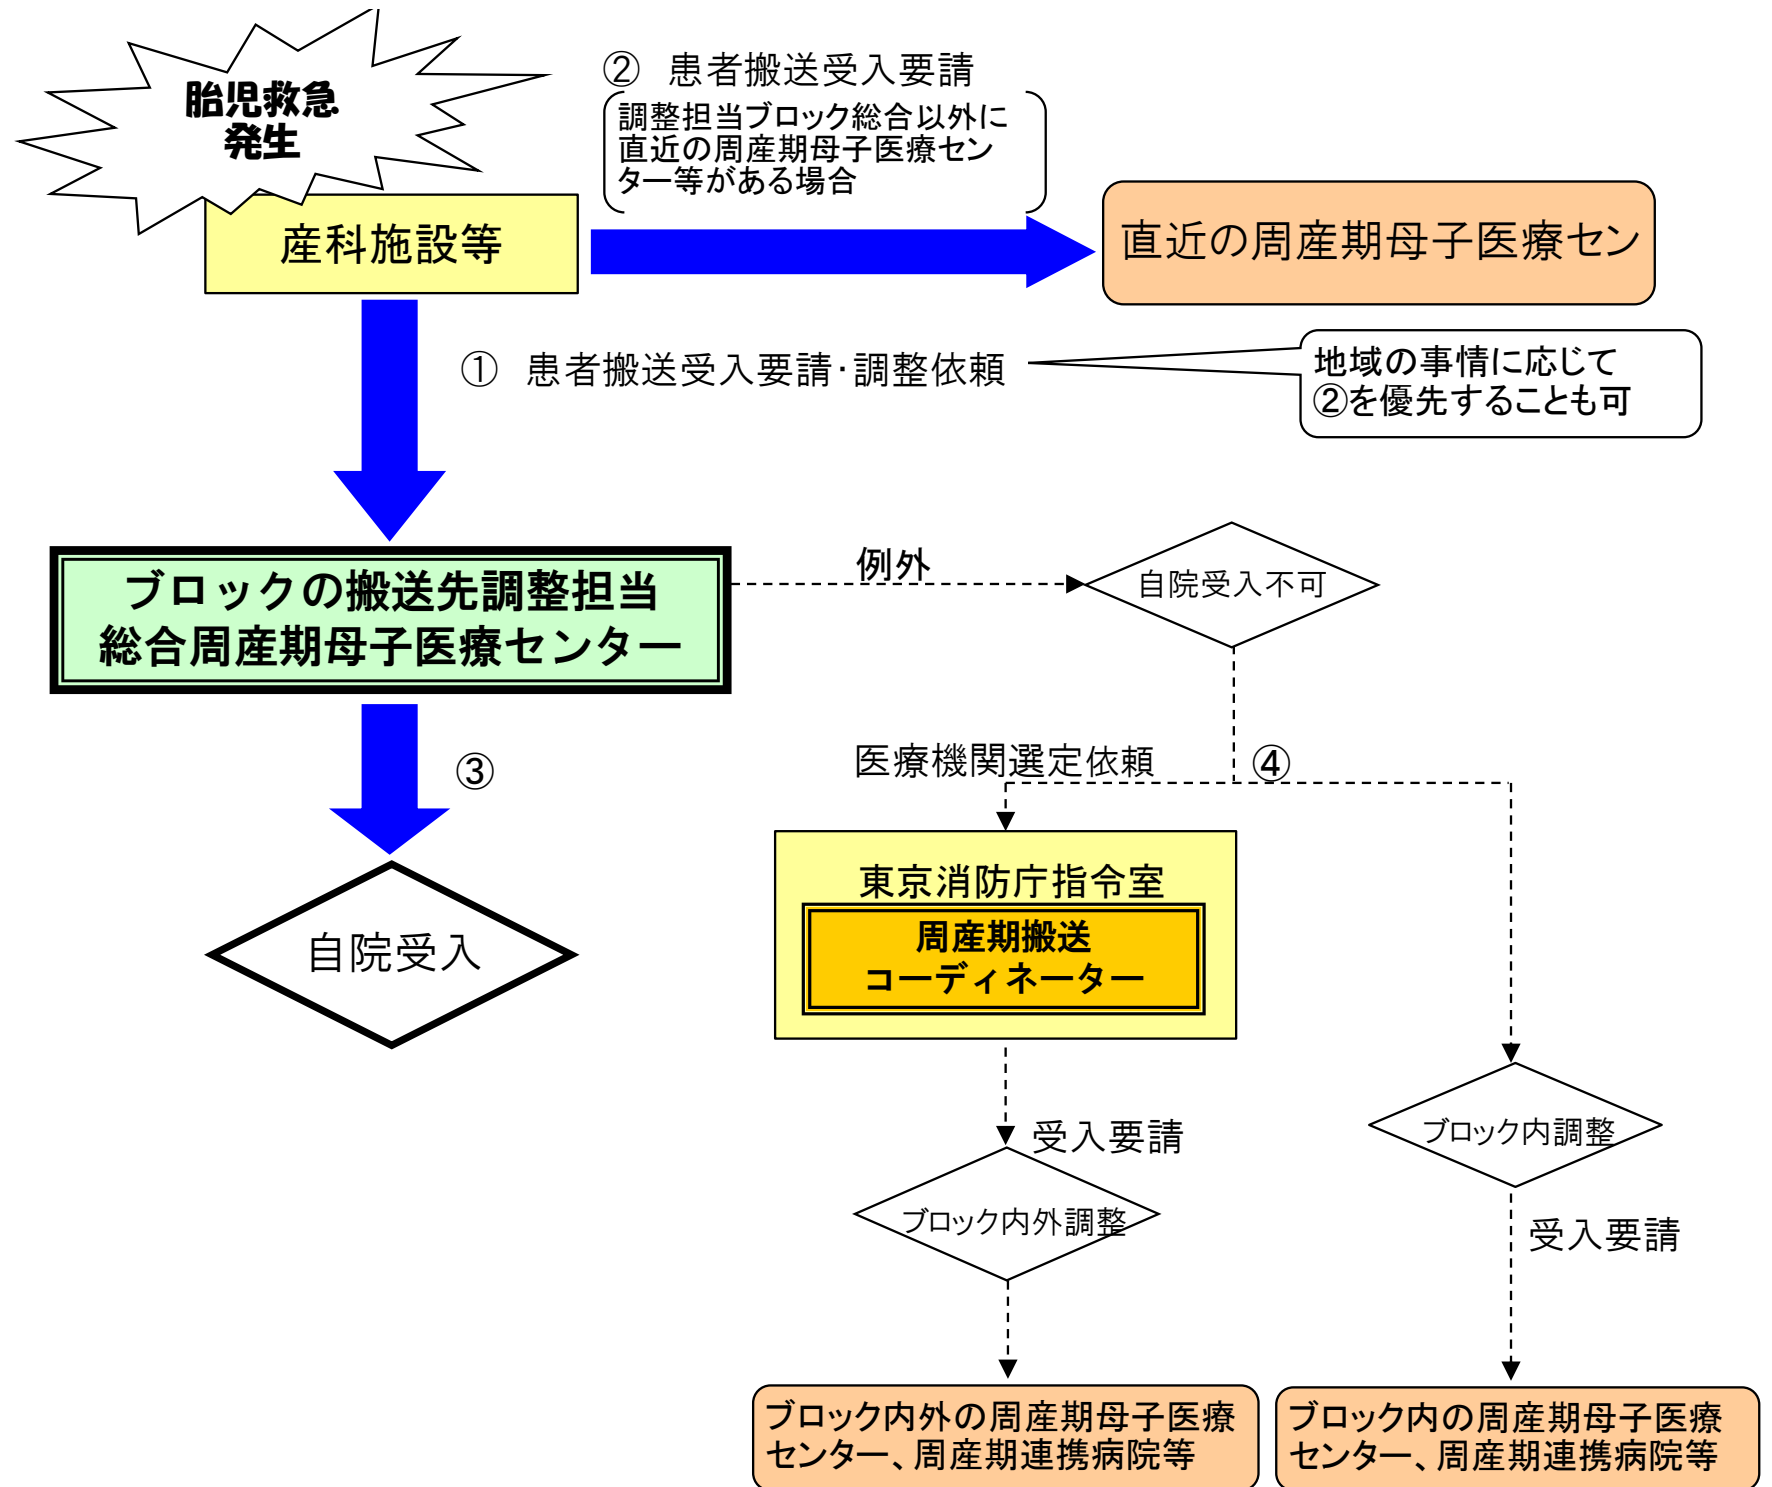 胎児救急
発生
② 患者搬送受入要請
調整担当ブロック総合以外に
直近の周産期母子医療セン
ター等がある場合
産科施設等
直近の周産期母子医療セン
① 患者搬送受入要請・調整依頼
地域の事情に応じて
②を優先することも可
ブロックの搬送先調整担当
総合周産期母子医療センター
例外
自院受入不可
③
医療機関選定依頼
④
自院受入
東京消防庁指令室
周産期搬送
コーディネーター
受入要請
ブロック内調整
ブロック内外調整
受入要請
ブロック内外の周産期母子医療
センター、周産期連携病院等
ブロック内の周産期母子医療
センター、周産期連携病院等